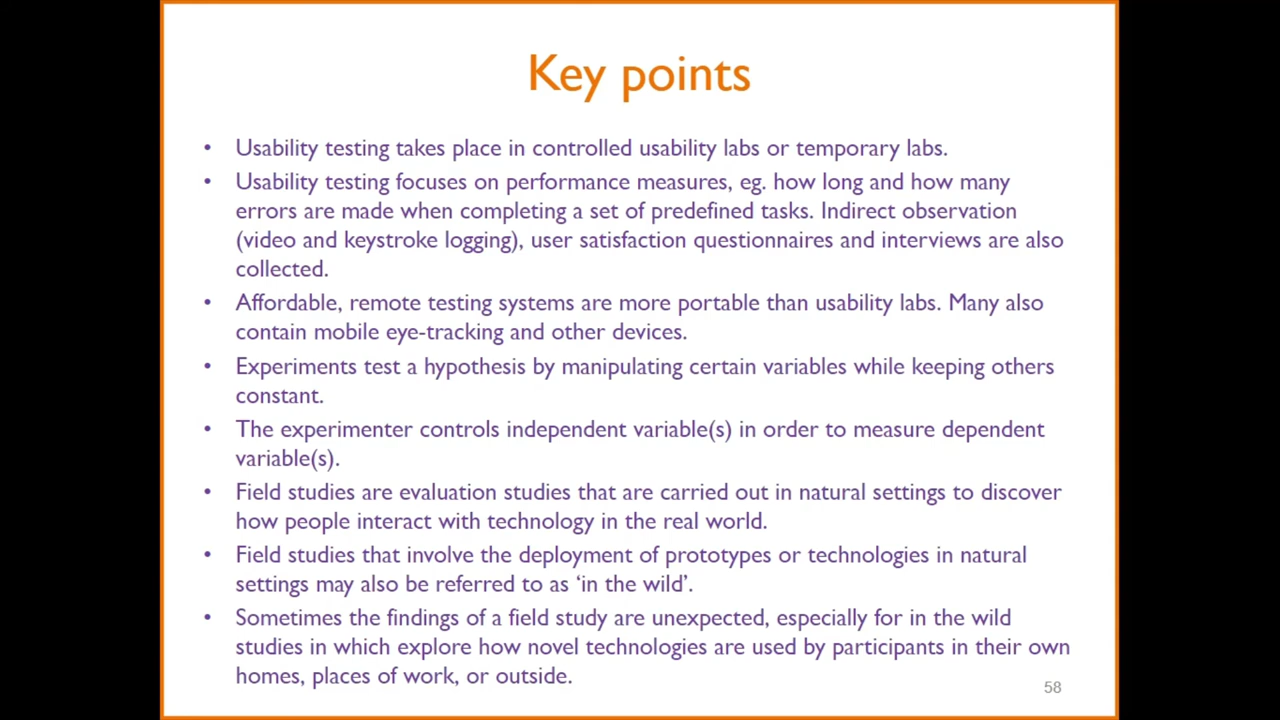 Key points
• Usability testing takes place in controlled usability labs or temporary labs.
• Usability testing focuses on performance measures, eg. how long and how many
errors are made when completing a set of predefined tasks. Indirect observation
(video and keystroke logging), user satisfaction questionnaires and interviews are also
collected.
• Affordable, remote testing systems are more portable than usability labs. Many also
contain mobile eye-tracking and other devices.
• Experiments test a hypothesis by manipulating certain variables while keeping others
constant.
• The experimenter controls independent variable(s) in order to measure dependent
variable(s).
• Field studies are evaluation studies that are carried out in natural settings to discover
how people interact with technology in the real world.
• Field studies that involve the deployment of prototypes or technologies in natural
settings may also be referred to as ‘in the wild’.
• Sometimes the findings of a field study are unexpected, especially for in the wild
studies in which explore how novel technologies are used by participants in their own
homes, places of work, or outside.
58